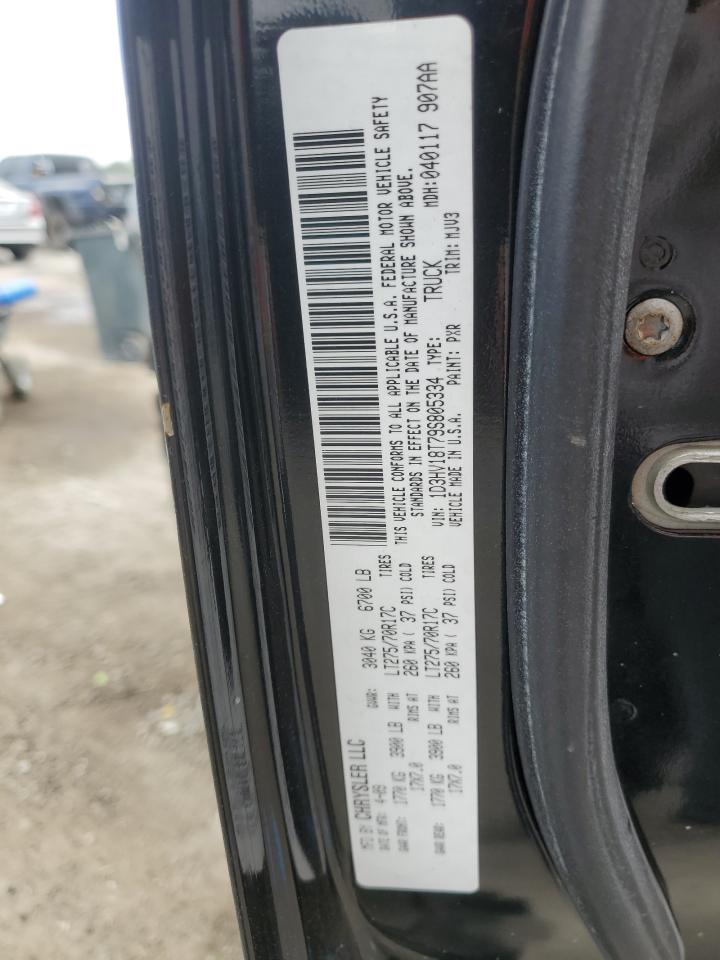 MFD BY CHRYSLER LLC
DATE OF MFR: 4-09 GVWR: 3040 KG 6700 LB
GAWR FRONT: 1770 KG 3900 LB WITH LT275/70R17C TIRES
17X7.0 RIMS AT 260 KPA ( 37 PSI) COLD
GAWR REAR: 1770 KG 3900 LB WITH LT275/70R17C TIRES
17X7.0 RIMS AT 260 KPA ( 37 PSI) COLD
THIS VEHICLE CONFORMS TO ALL APPLICABLE U.S.A. FEDERAL MOTOR VEHICLE SAFETY
STANDARDS IN EFFECT ON THE DATE OF MANUFACTURE SHOWN ABOVE.
VIN: 1D3HV18T79S805334 TYPE: TRUCK MDH:040117 907AA
VEHICLE MADE IN U.S.A. PAINT: PXR TRIM: MJV3